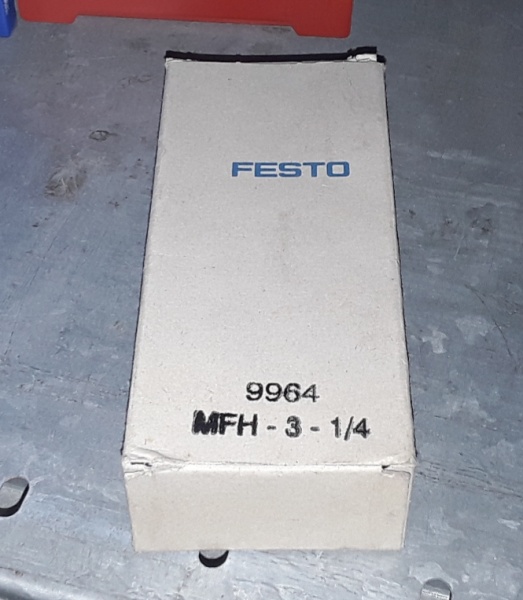 FESTO
9964
MFH - 3 - 1/4